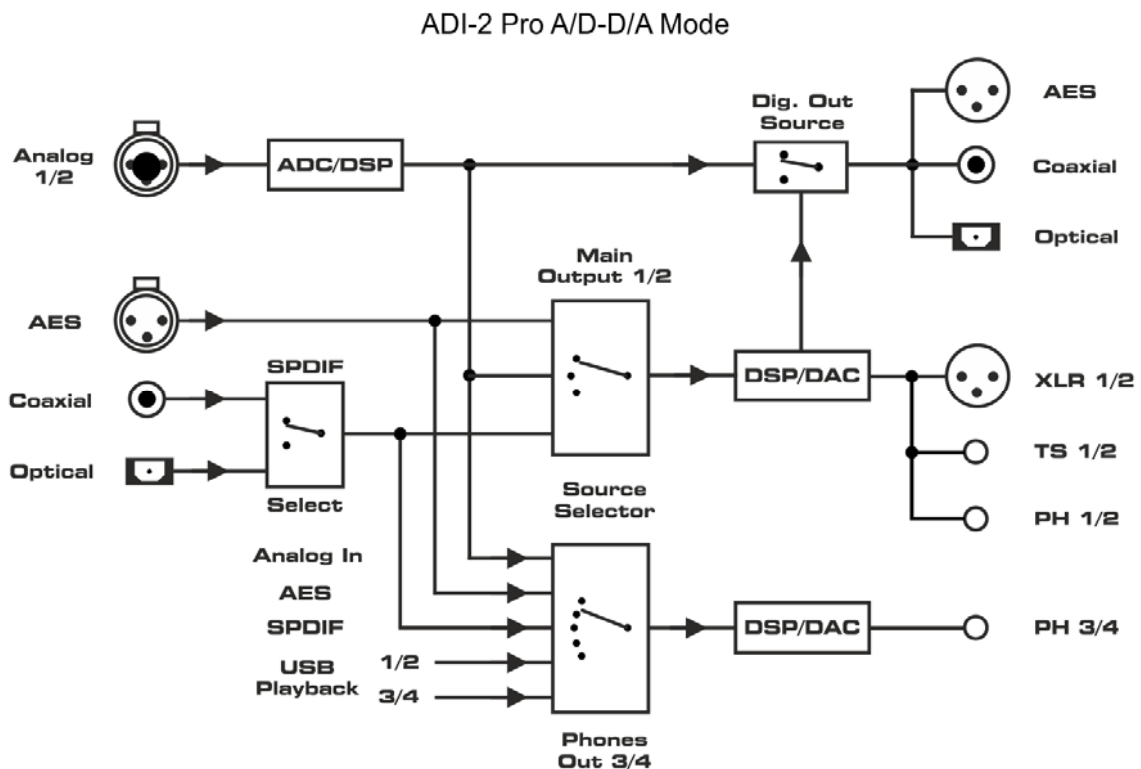 ADI-2 Pro A/D-D/A Mode
Analog
1/2
ADC/DSP
Dig. Out
Source
AES
Coaxial
Optical
AES
Main
Output 1/2
SPDIF
Coaxial
Optical
Select
DSP/DAC
XLR 1/2
TS 1/2
PH 1/2
Source
Selector
Analog In
AES
SPDIF
USB
Playback
1/2
3/4
DSP/DAC
PH 3/4
Phones
Out 3/4